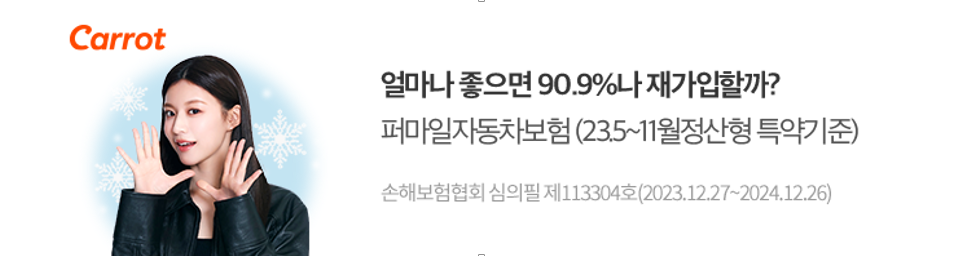 Carrot
얼마나 좋으면 90.9%나 재가입할까?
퍼마일자동차보험 (23.5~11월정산형 특약기준)
손해보험협회 심의필 제113304호(2023.12.27~2024.12.26)